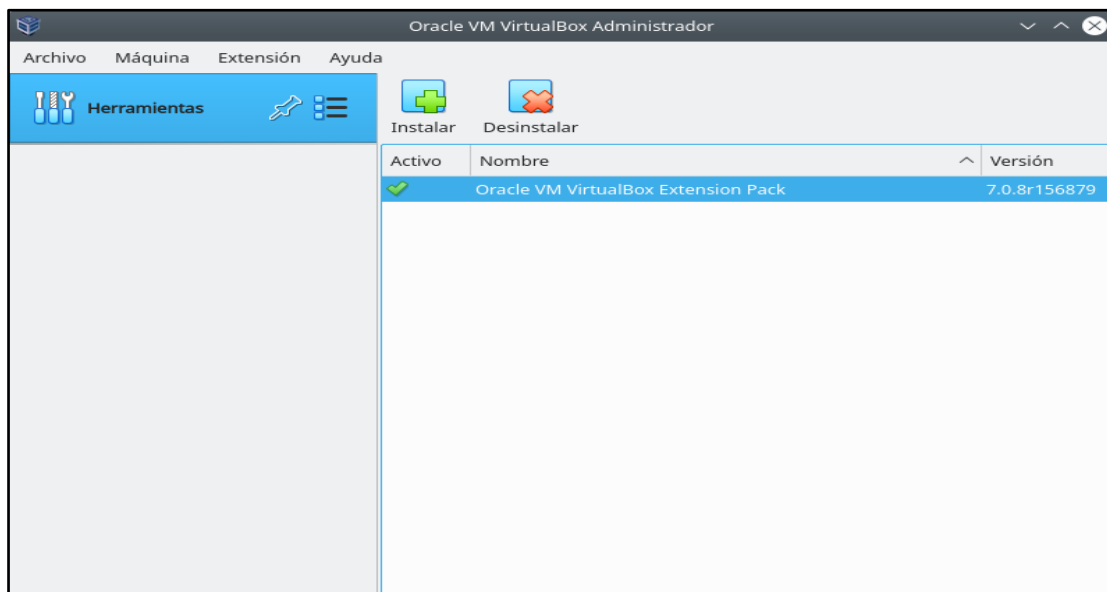 Oracle VM VirtualBox Administrador
Archivo Máquina Extensión Ayuda
Herramientas
Instalar Desinstalar
Activo Nombre Versión
Oracle VM VirtualBox Extension Pack 7.0.8r156879